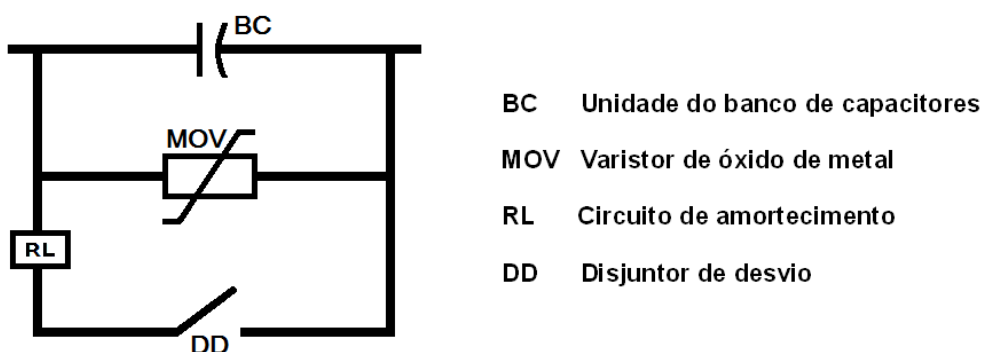 BC
MOV
RL
DD
BC Unidade do banco de capacitores
MOV Varistor de óxido de metal
RL Circuito de amortecimento
DD Disjuntor de desvio